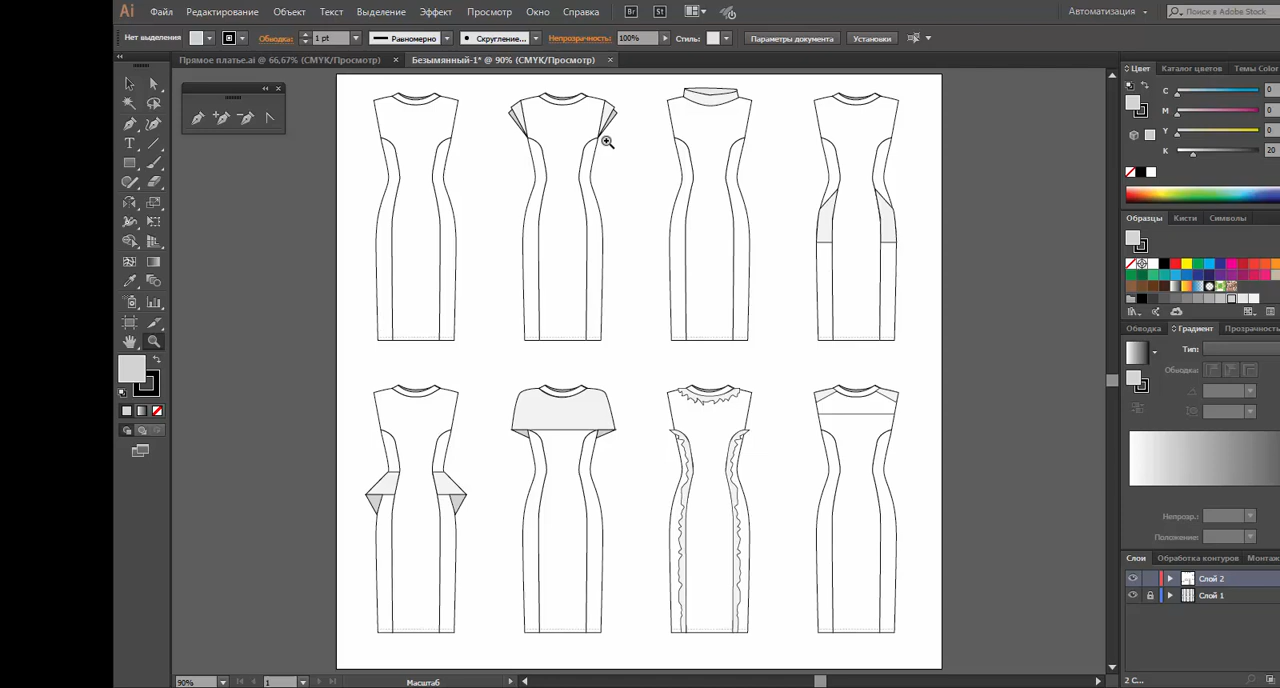 Ai Файл Редактирование Объект Текст Выделение Эффект Просмотр Окно Справка Br St Автоматизация Поиск в Adobe Stock
Нет выделения Обводка: 1 pt Равномерно Скругление... Непрозрачность: 100% Стиль: Параметры документа Установки
Прямое платье.ai @ 66,67% (CMYK/Просмотр) × Безымянный-1* @ 90% (CMYK/Просмотр) ×
Цвет Каталог цветов Темы Color
C 0
M 0
Y 0
K 20
Образцы Кисти Символы
Обводка Градиент Прозрачность
Тип:
Обводка:
Непрозр.:
Положение:
Слои Обработка контуров Монтаж
Слой 2
Слой 1
90% 1 Масштаб 2 С...